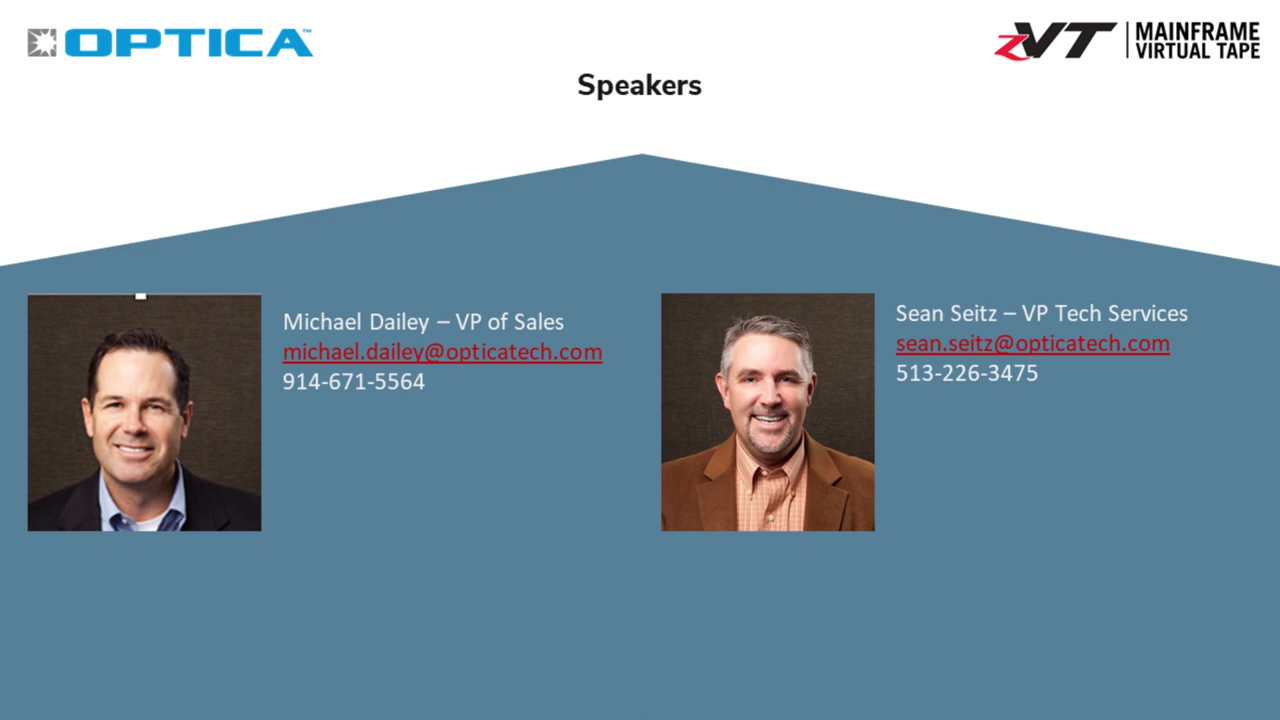 OPTICA™
zVT MAINFRAME
VIRTUAL TAPE
Speakers
Michael Dailey – VP of Sales
michael.dailey@opticatech.com
914-671-5564
Sean Seitz – VP Tech Services
sean.seitz@opticatech.com
513-226-3475